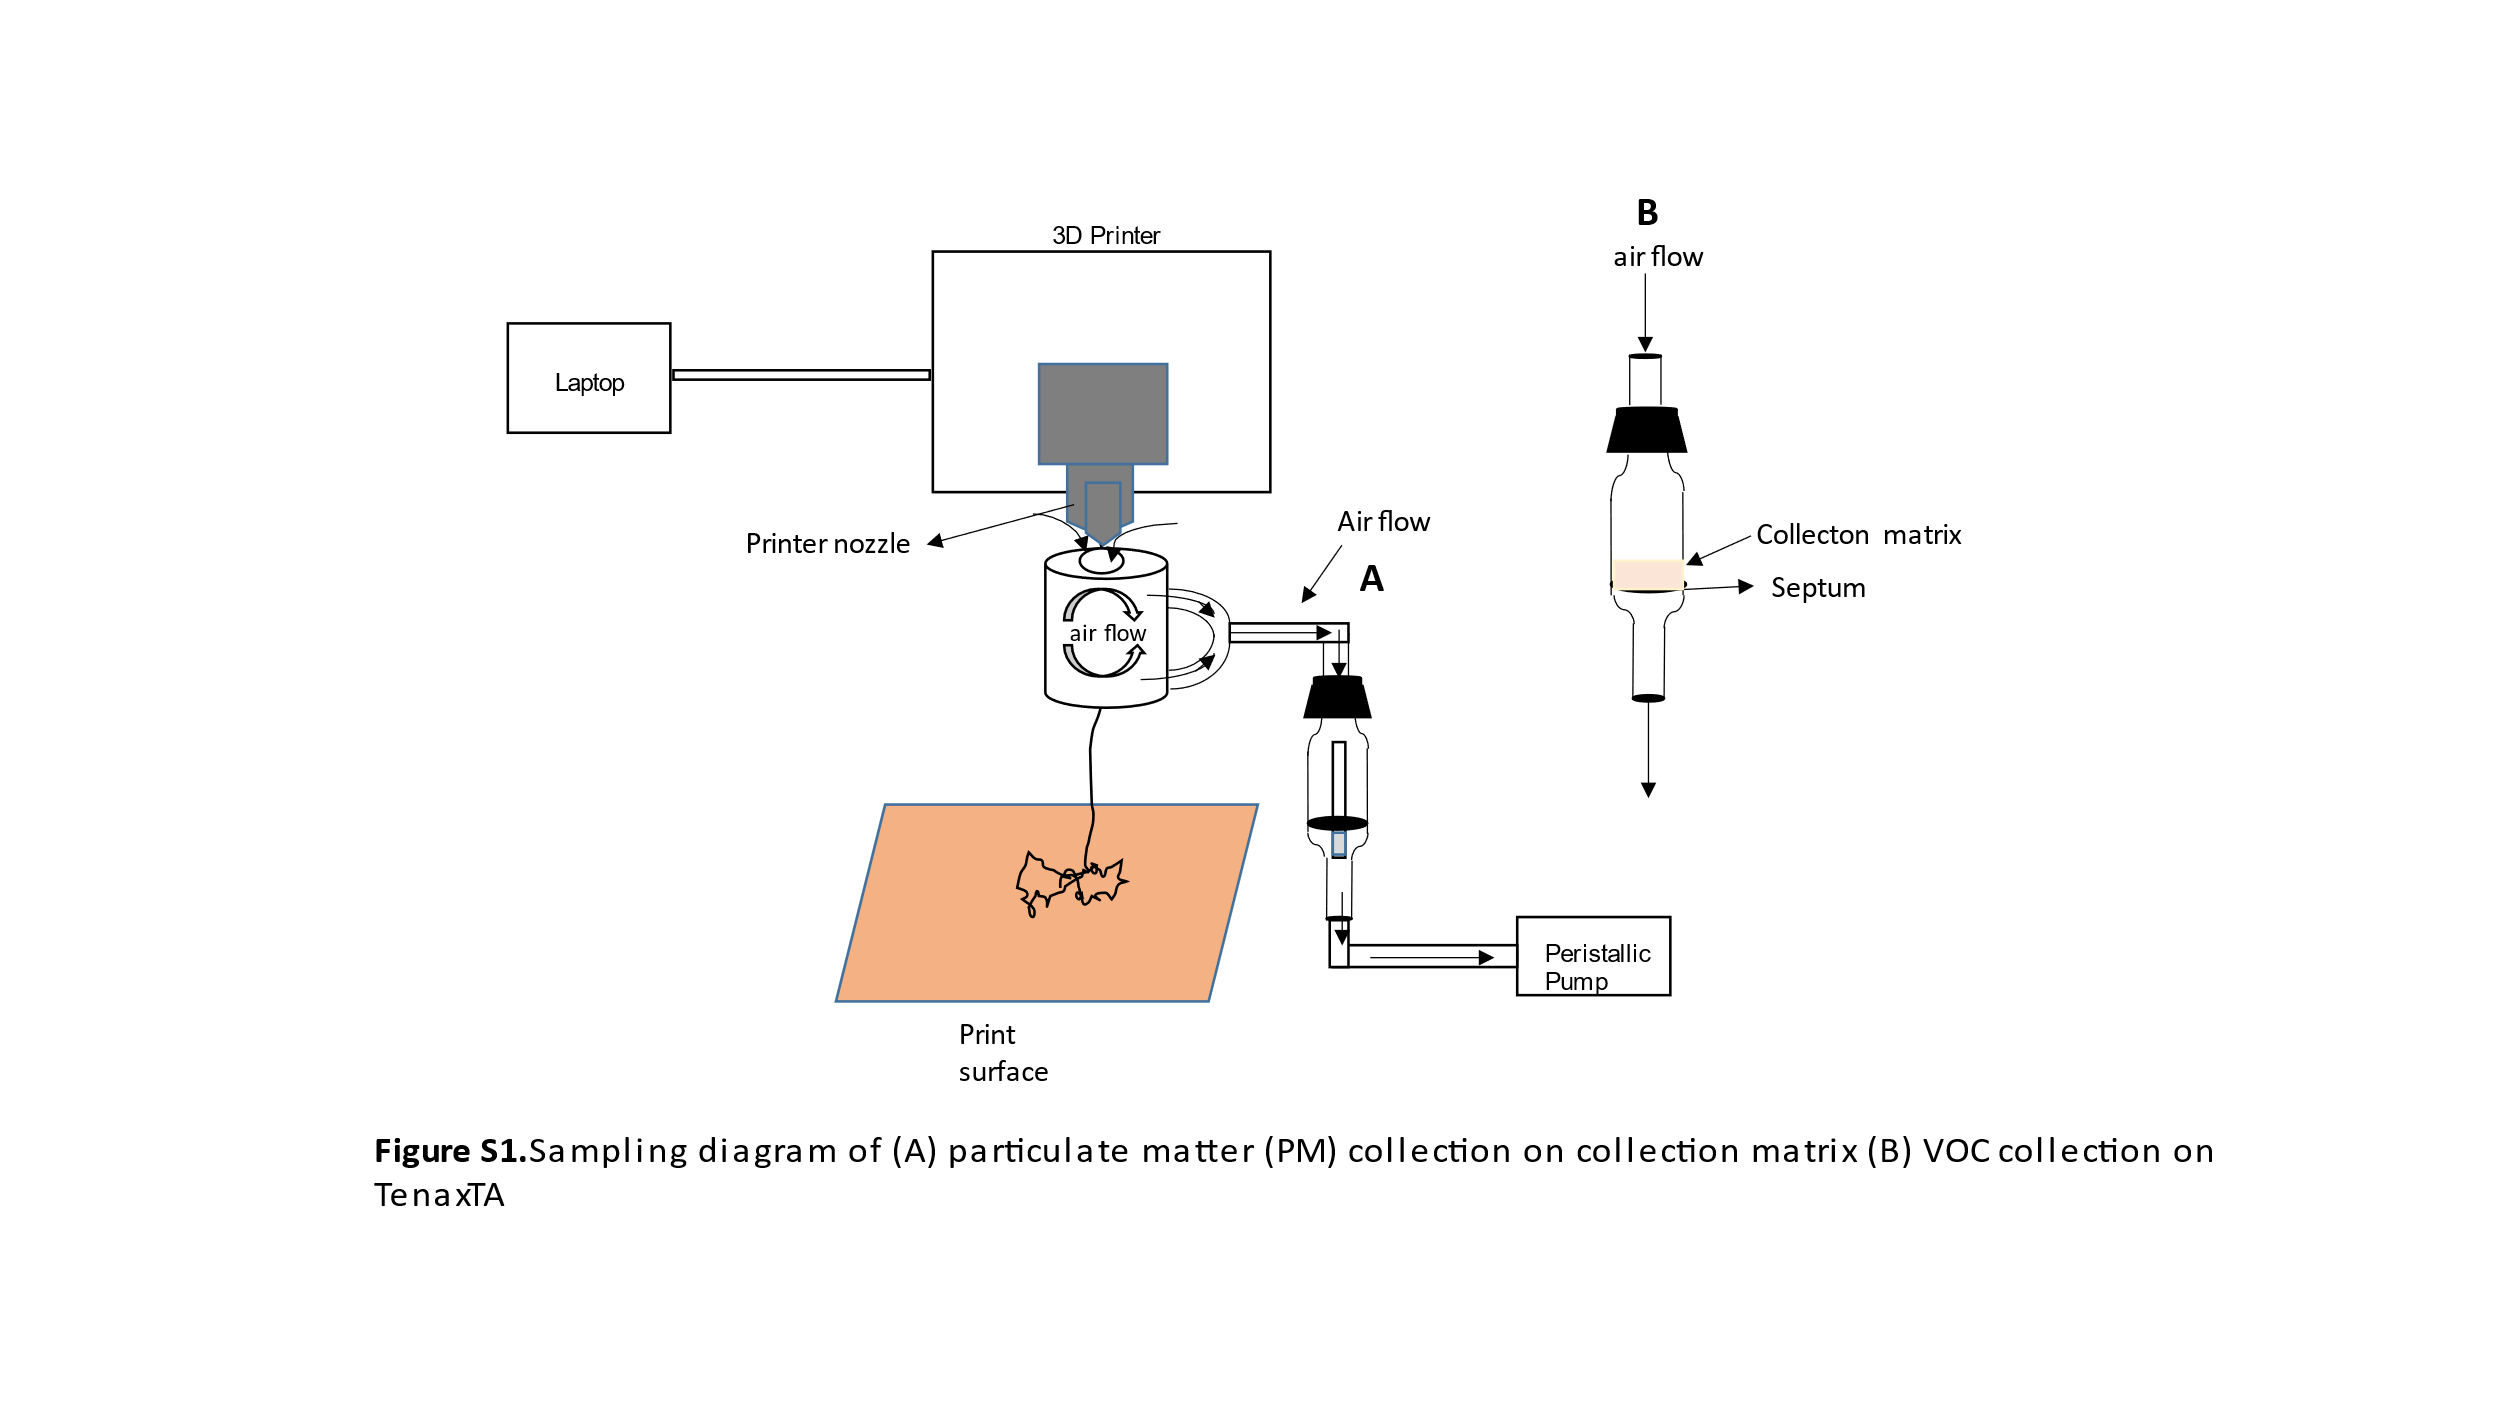 B
air flow
3D Printer
Laptop
Printer nozzle
Air flow
A
Collecton matrix
Septum
air flow
Peristallic
Pump
Print
surface
Figure S1.Sampling diagram of (A) particulate matter (PM) collection on collection matrix (B) VOC collection on
TenaxTA